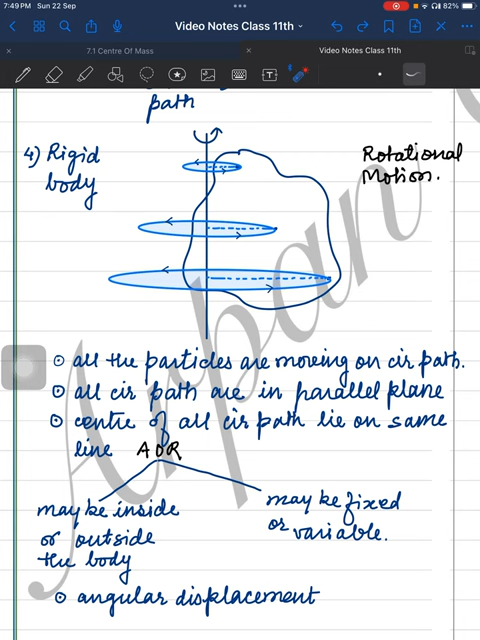 7:49 PM Sun 22 Sep
82%
Video Notes Class 11th
7.1 Centre Of Mass
Video Notes Class 11th
path
4) Rigid
body
Rotational
Motion.
Arpan
⊙ all the particles are moving on cir path.
⊙ all cir path are in parallel plane
⊙ centre of all cir path lie on same
line AOR
may be inside
or outside
the body
may be fixed
or variable.
⊙ angular displacement